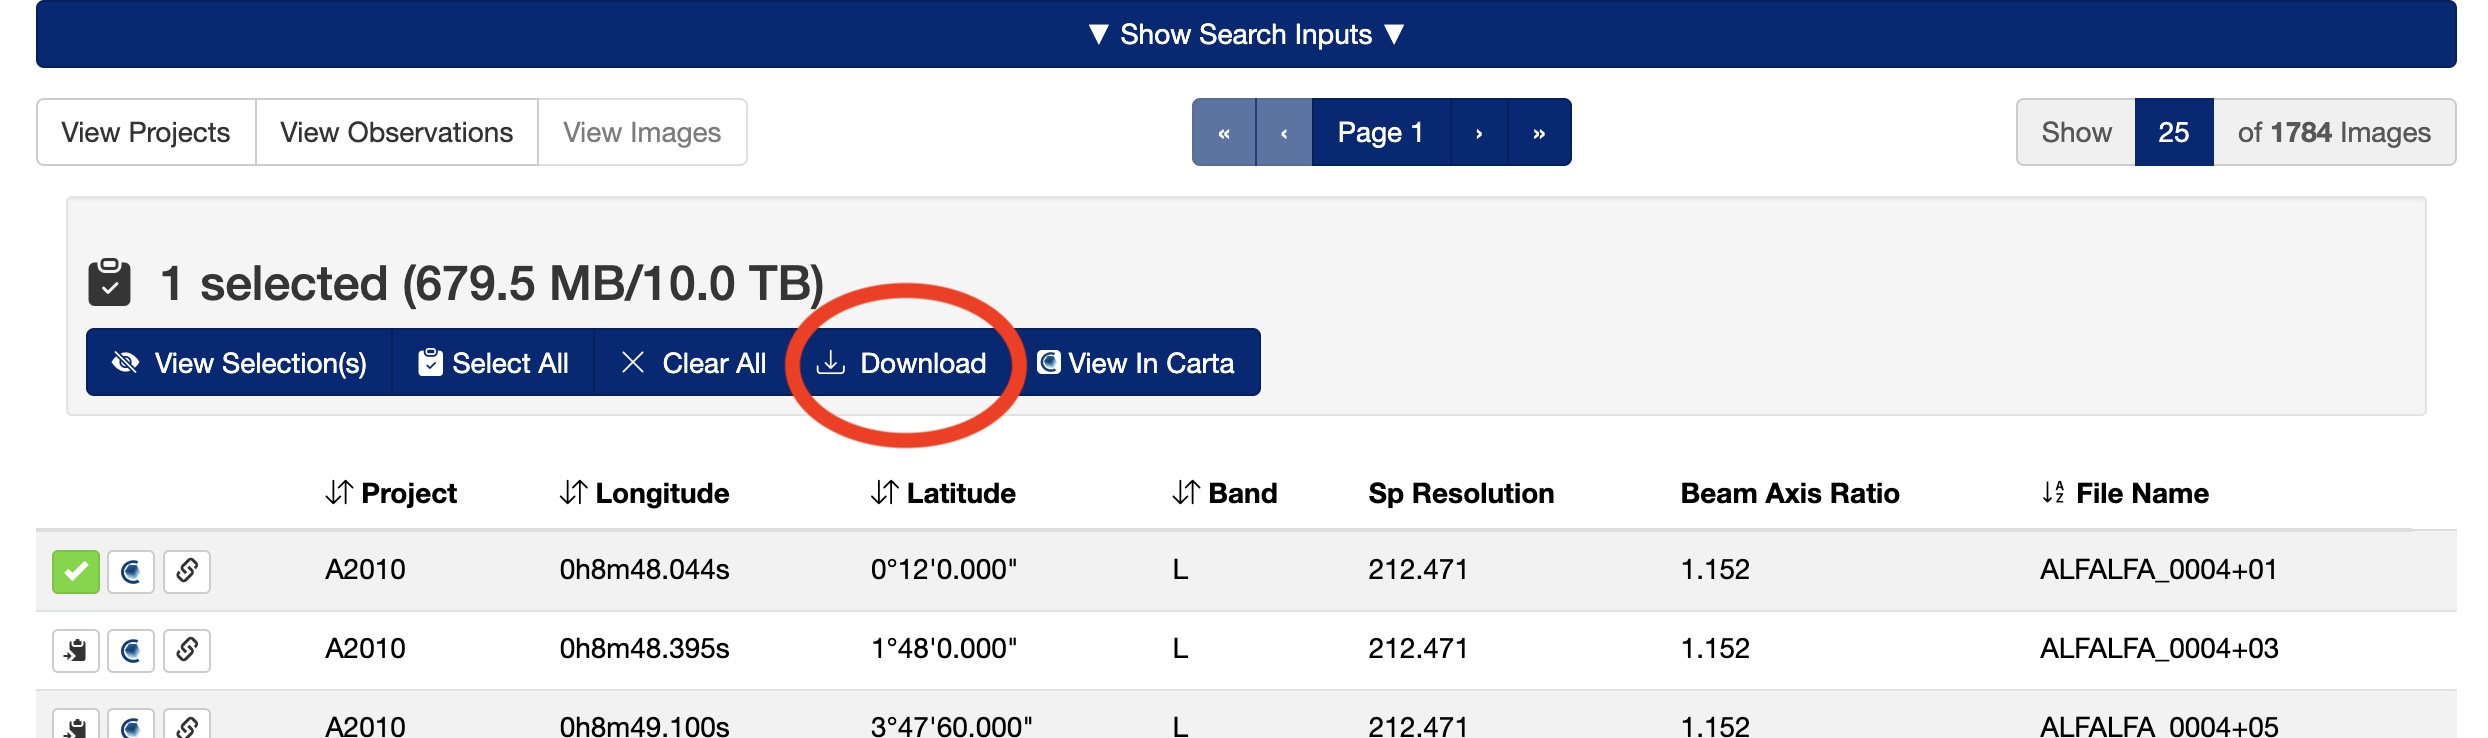 ▼ Show Search Inputs ▼
View Projects View Observations View Images « ‹ Page 1 › » Show 25 of 1784 Images
1 selected (679.5 MB/10.0 TB)
View Selection(s) Select All Clear All Download View In Carta
Project Longitude Latitude Band Sp Resolution Beam Axis Ratio File Name
A2010 0h8m48.044s 0°12'0.000" L 212.471 1.152 ALFALFA_0004+01
A2010 0h8m48.395s 1°48'0.000" L 212.471 1.152 ALFALFA_0004+03
A2010 0h8m49.100s 3°47'60.000" L 212.471 1.152 ALFALFA_0004+05